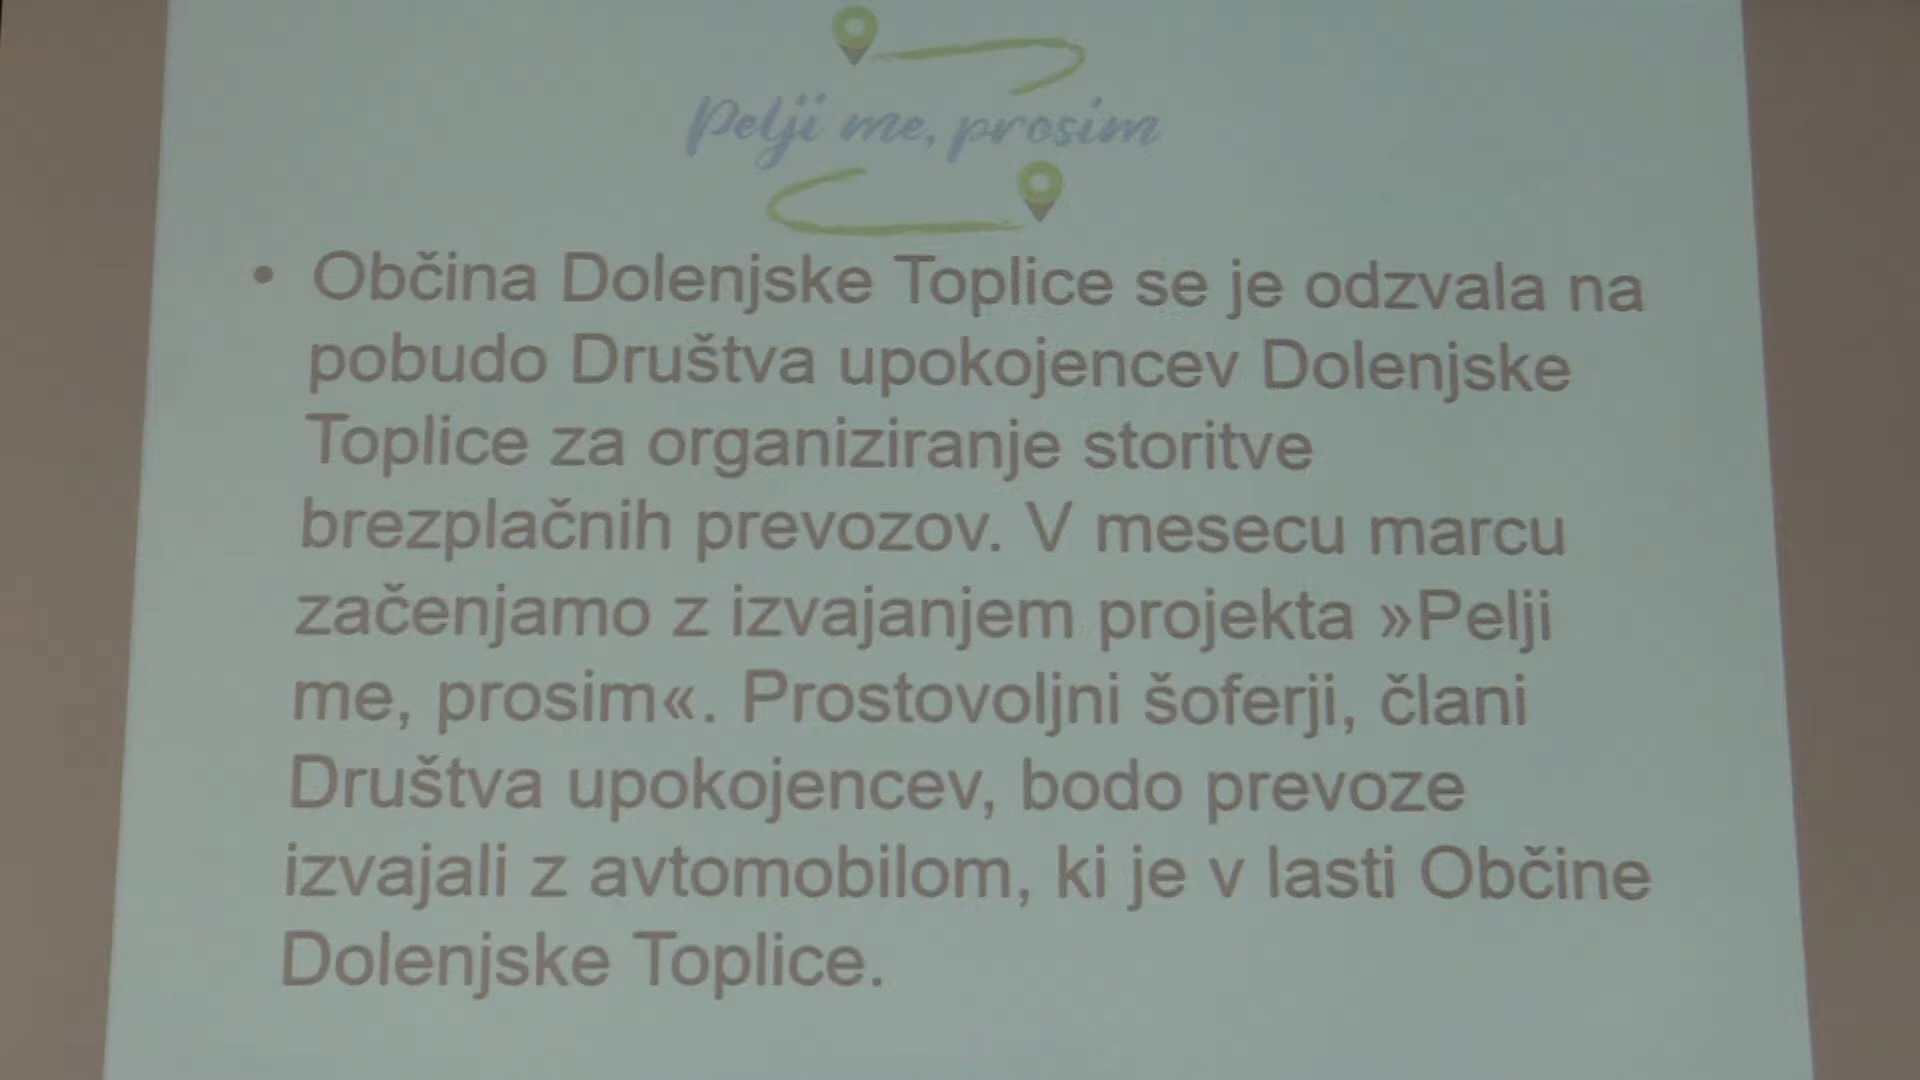 Pelji me, prosim
• Občina Dolenjske Toplice se je odzvala na
pobudo Društva upokojencev Dolenjske
Toplice za organiziranje storitve
brezplačnih prevozov. V mesecu marcu
začenjamo z izvajanjem projekta »Pelji
me, prosim«. Prostovoljni šoferji, člani
Društva upokojencev, bodo prevoze
izvajali z avtomobilom, ki je v lasti Občine
Dolenjske Toplice.